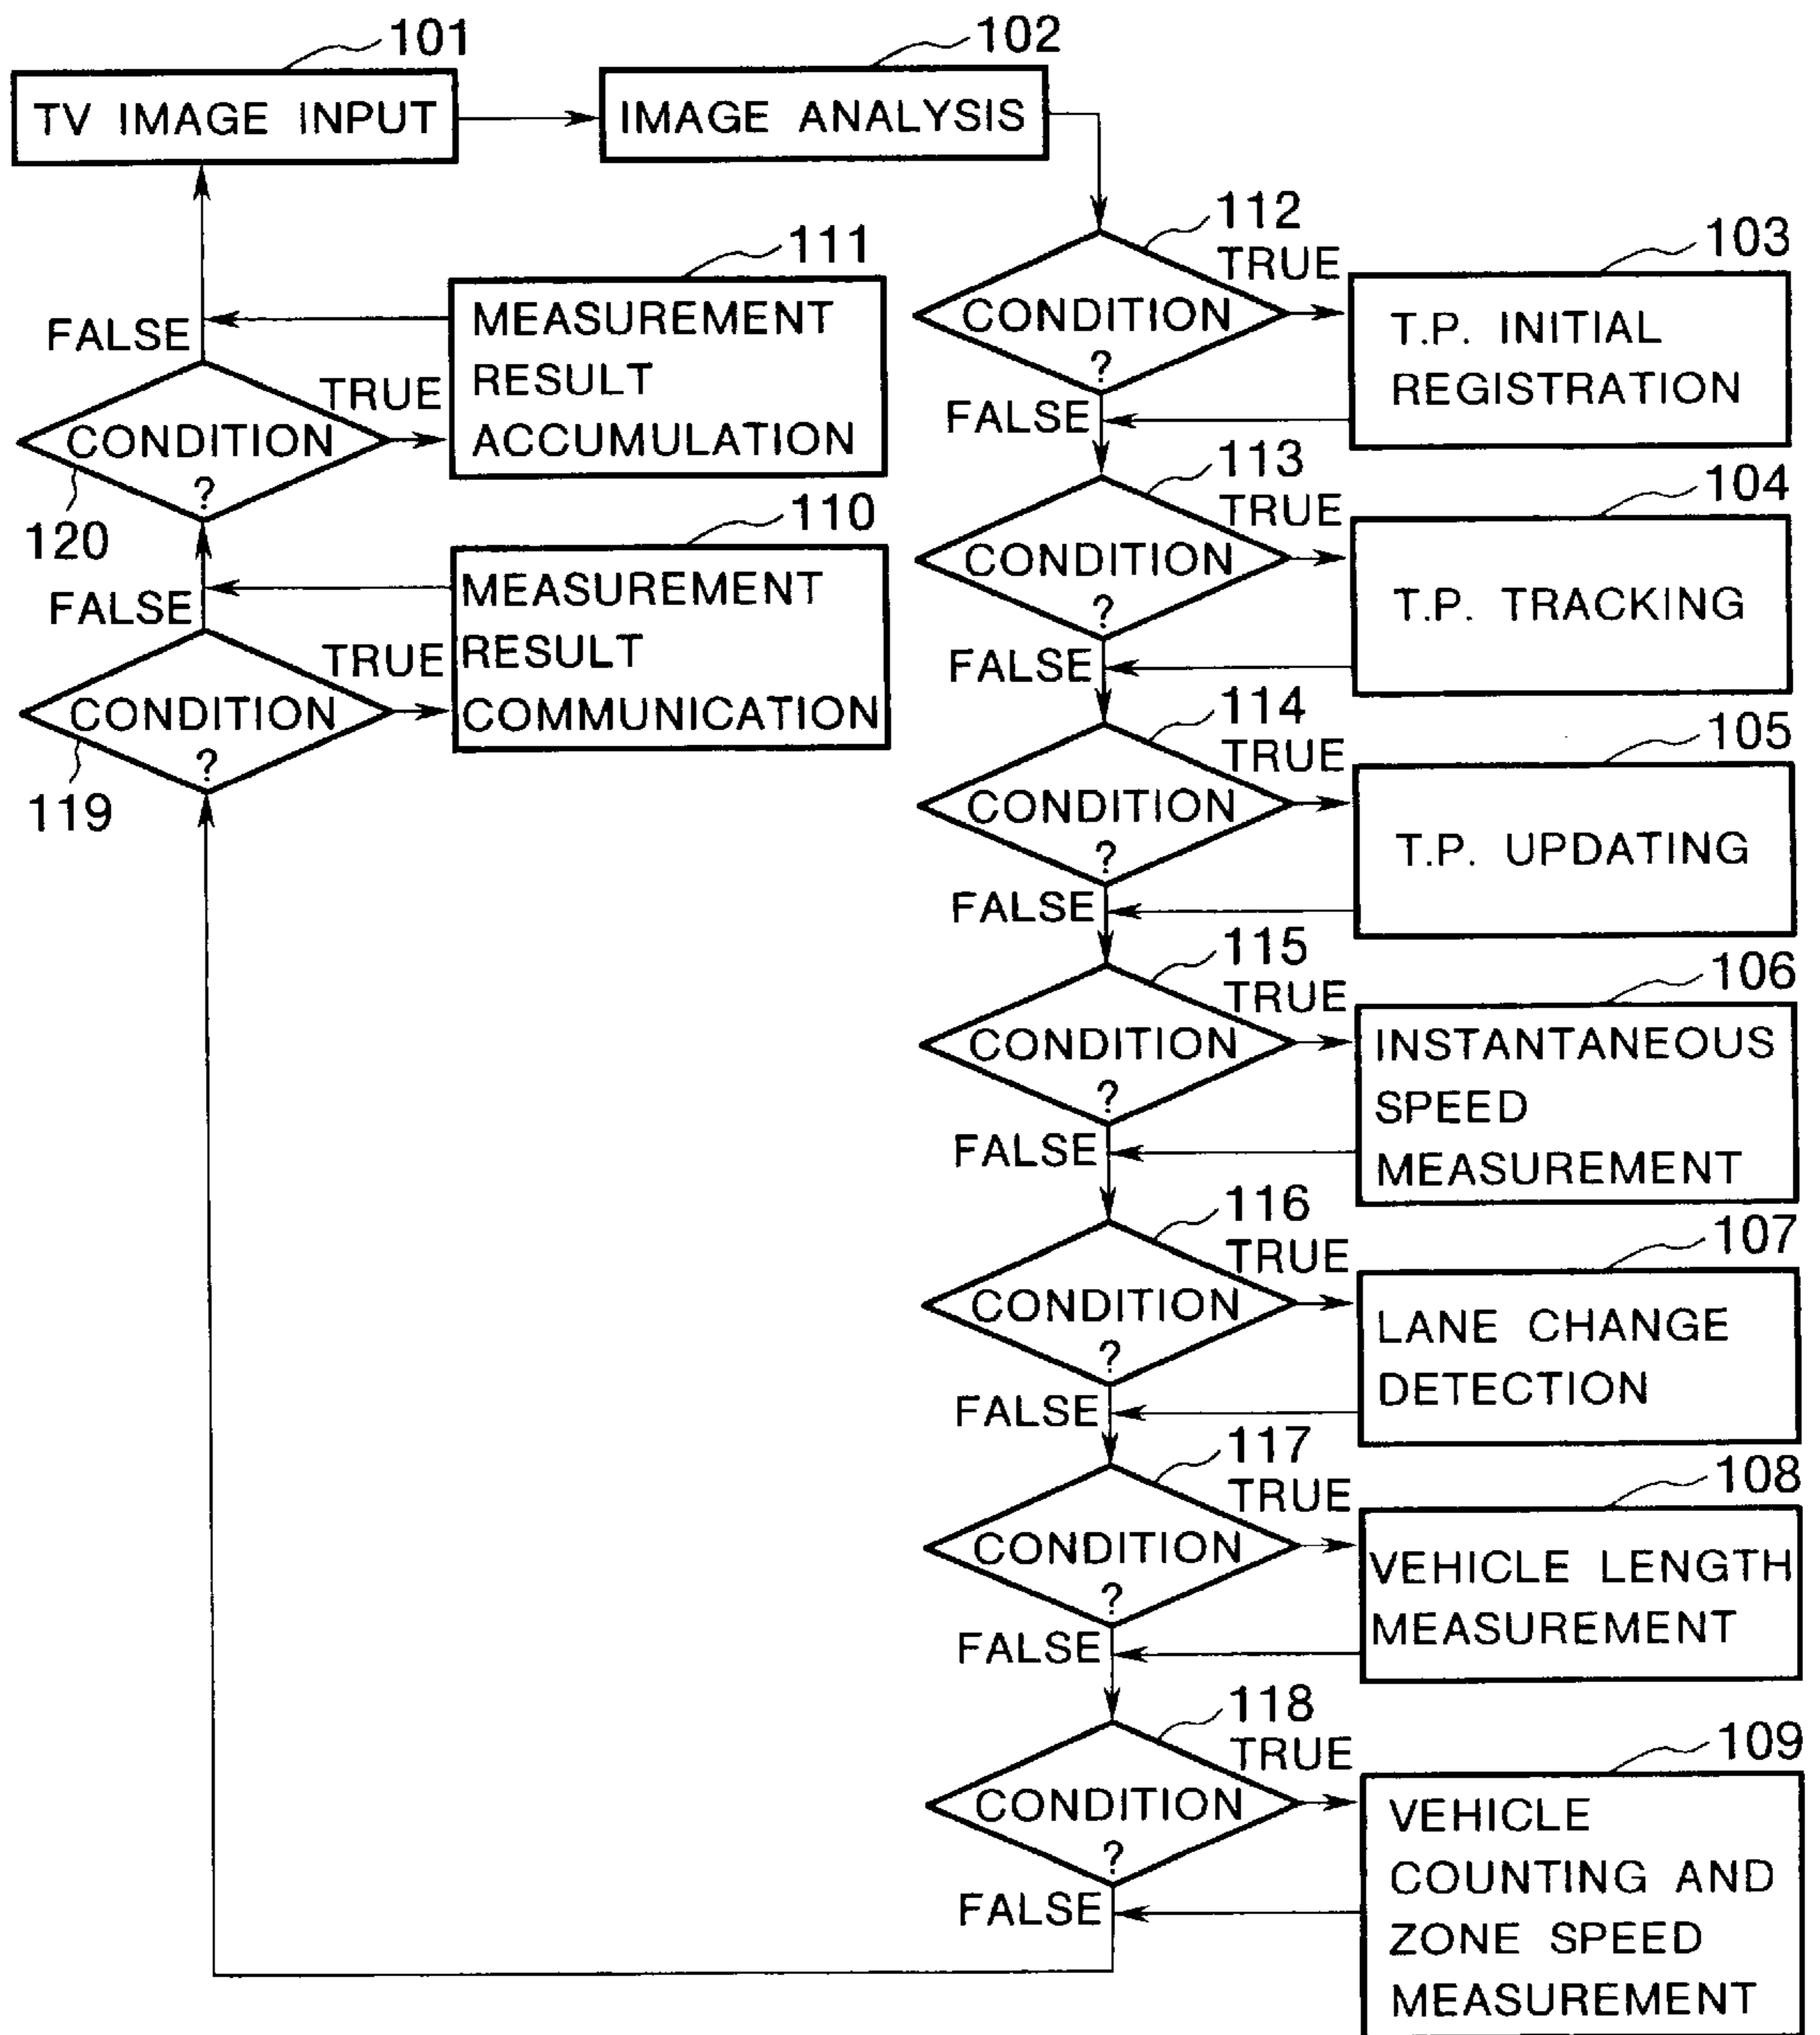 101
TV IMAGE INPUT
102
IMAGE ANALYSIS
112
CONDITION
?
TRUE
FALSE
103
T.P. INITIAL
REGISTRATION
113
CONDITION
?
TRUE
FALSE
104
T.P. TRACKING
114
CONDITION
?
TRUE
FALSE
105
T.P. UPDATING
115
CONDITION
?
TRUE
FALSE
106
INSTANTANEOUS
SPEED
MEASUREMENT
116
CONDITION
?
TRUE
FALSE
107
LANE CHANGE
DETECTION
117
CONDITION
?
TRUE
FALSE
108
VEHICLE LENGTH
MEASUREMENT
118
CONDITION
?
TRUE
FALSE
109
VEHICLE
COUNTING AND
ZONE SPEED
MEASUREMENT
119
CONDITION
?
TRUE
FALSE
110
MEASUREMENT
RESULT
COMMUNICATION
120
CONDITION
?
TRUE
FALSE
111
MEASUREMENT
RESULT
ACCUMULATION